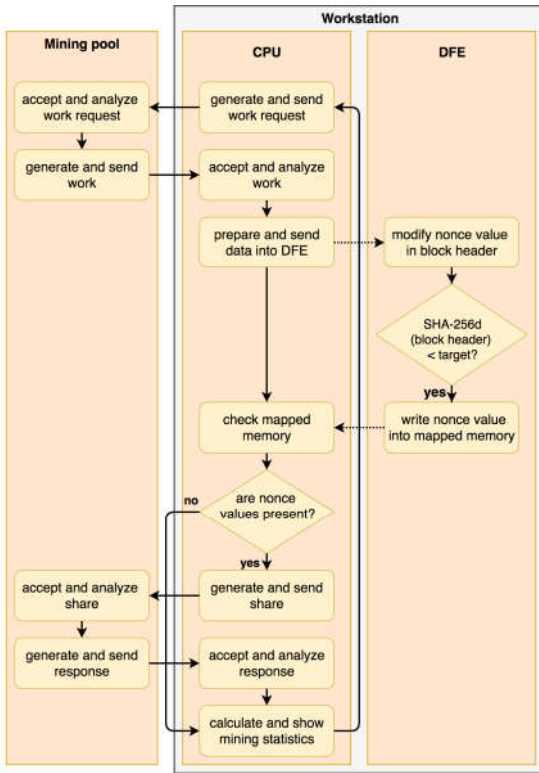 Workstation
Mining pool
CPU
DFE
accept and analyze
work request
generate and send
work request
generate and send
work
accept and analyze
work
prepare and send
data into DFE
modify nonce value
in block header
SHA-256d
(block header)
< target?
yes
check mapped
memory
write nonce value
into mapped memory
no
are nonce
values present?
yes
accept and analyze
share
generate and send
share
generate and send
response
accept and analyze
response
calculate and show
mining statistics